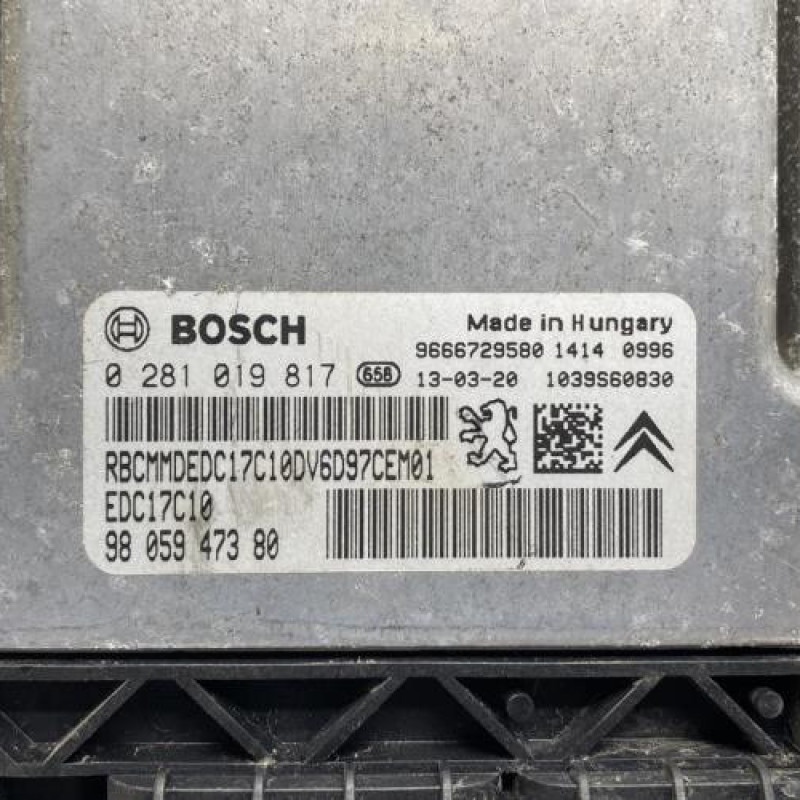 BOSCH
Made in Hungary
9666729580 1414 0996
0 281 019 817 65B 13-03-20 1039S60830
RBCMMDEDC17C10DV6D97CEM01
EDC17C10
98 059 473 80